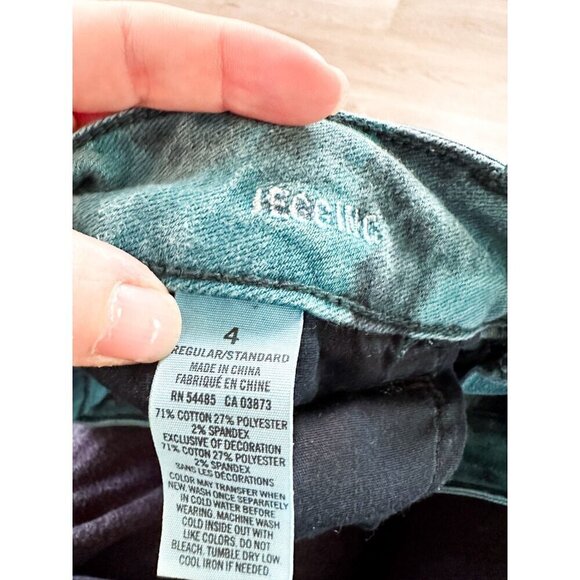 JEGGING
4
REGULAR/STANDARD
MADE IN CHINA
FABRIQUÉ EN CHINE
RN 54485 CA 03873
71% COTTON 27% POLYESTER
2% SPANDEX
EXCLUSIVE OF DECORATION
71% COTON 27% POLYESTER
2% SPANDEX
SANS LES DÉCORATIONS
COLOR MAY TRANSFER WHEN
NEW. WASH ONCE SEPARATELY
IN COLD WATER BEFORE
WEARING. MACHINE WASH
COLD INSIDE OUT WITH
LIKE COLORS. DO NOT
BLEACH. TUMBLE DRY LOW.
COOL IRON IF NEEDED